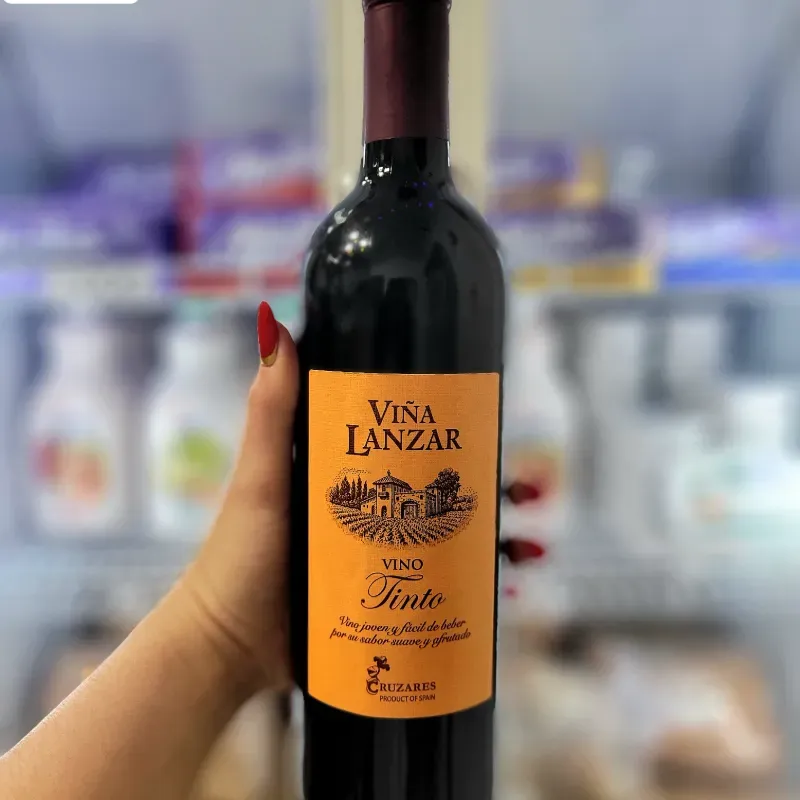 VIÑA
LANZAR
VINO
Tinto
Vino joven y fácil de beber
por su sabor suave y afrutado
CRUZARES
PRODUCT OF SPAIN